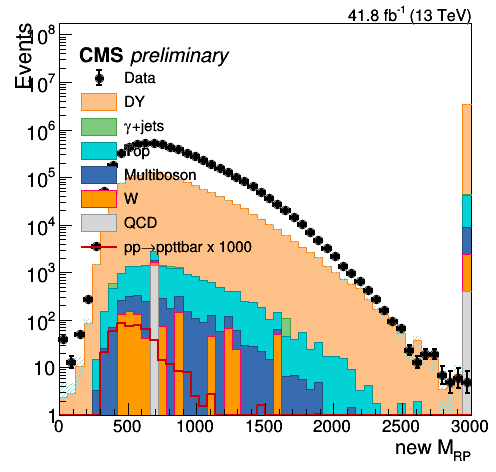 41.8 fb⁻¹ (13 TeV)
Events
CMS preliminary
Data
DY
γ+jets
Top
Multiboson
W
QCD
pp→ppttbar x 1000
10⁸
10⁷
10⁶
10⁵
10⁴
10³
10²
10
1
0 500 1000 1500 2000 2500 3000
new M_RP